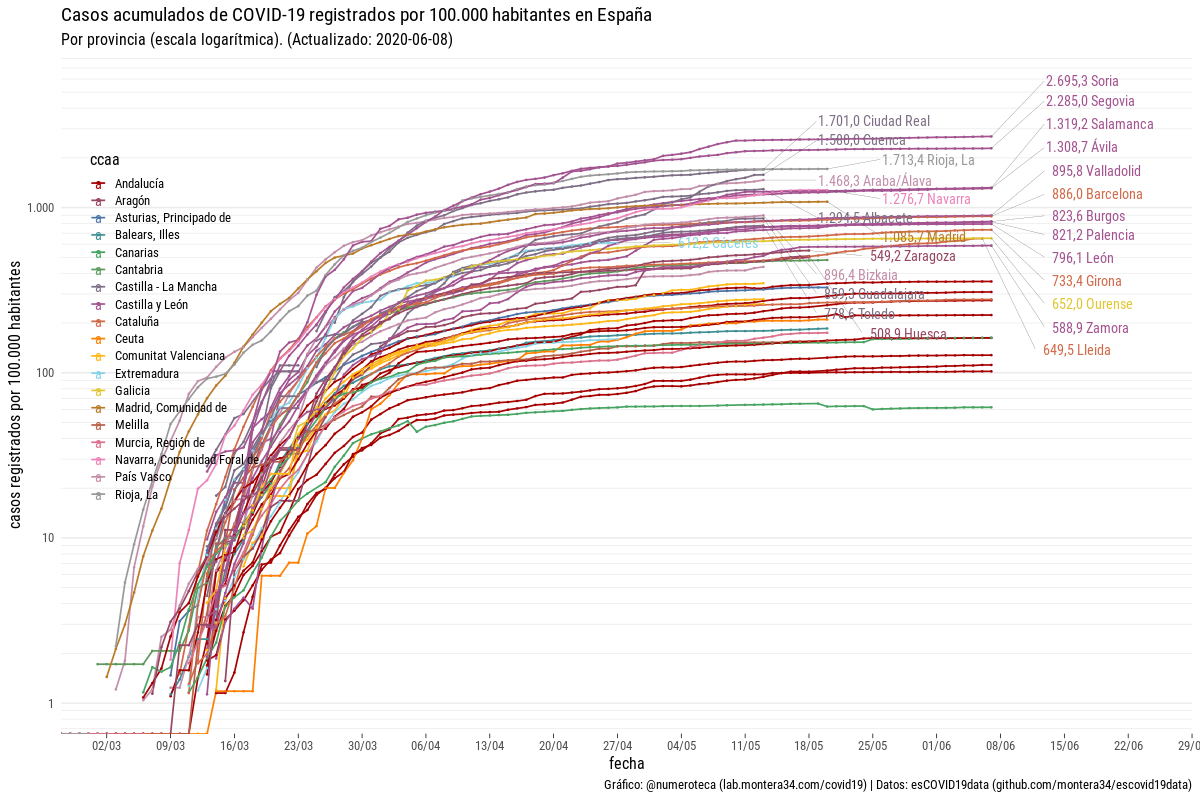 Casos acumulados de COVID-19 registrados por 100.000 habitantes en España
Por provincia (escala logarítmica). (Actualizado: 2020-06-08)
casos registrados por 100.000 habitantes
1.000
100
10
1
ccaa
Andalucía
Aragón
Asturias, Principado de
Balears, Illes
Canarias
Cantabria
Castilla - La Mancha
Castilla y León
Cataluña
Ceuta
Comunitat Valenciana
Extremadura
Galicia
Madrid, Comunidad de
Melilla
Murcia, Región de
Navarra, Comunidad Foral de
País Vasco
Rioja, La
1.701,0 Ciudad Real
1.588,0 Cuenca
1.713,4 Rioja, La
1.468,3 Araba/Álava
1.276,7 Navarra
1.294,5 Albacete
1.085,7 Madrid
612,2 Cáceres
549,2 Zaragoza
896,4 Bizkaia
859,3 Guadalajara
778,6 Toledo
508,9 Huesca
2.695,3 Soria
2.285,0 Segovia
1.319,2 Salamanca
1.308,7 Ávila
895,8 Valladolid
886,0 Barcelona
823,6 Burgos
821,2 Palencia
796,1 León
733,4 Girona
652,0 Ourense
588,9 Zamora
649,5 Lleida
02/03 09/03 16/03 23/03 30/03 06/04 13/04 20/04 27/04 04/05 11/05 18/05 25/05 01/06 08/06 15/06 22/06 29/0
fecha
Gráfico: @numeroteca (lab.montera34.com/covid19) | Datos: esCOVID19data (github.com/montera34/escovid19data)